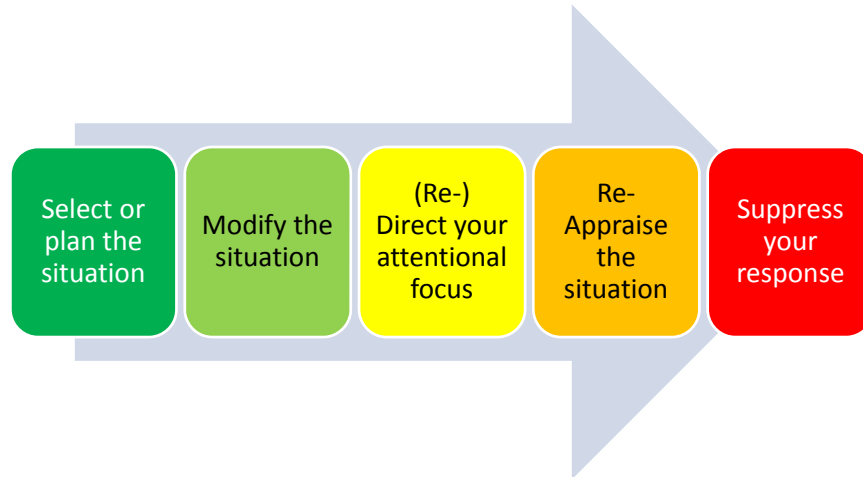 Select or
plan the
situation
Modify the
situation
(Re-)
Direct your
attentional
focus
Re-
Appraise
the
situation
Suppress
your
response